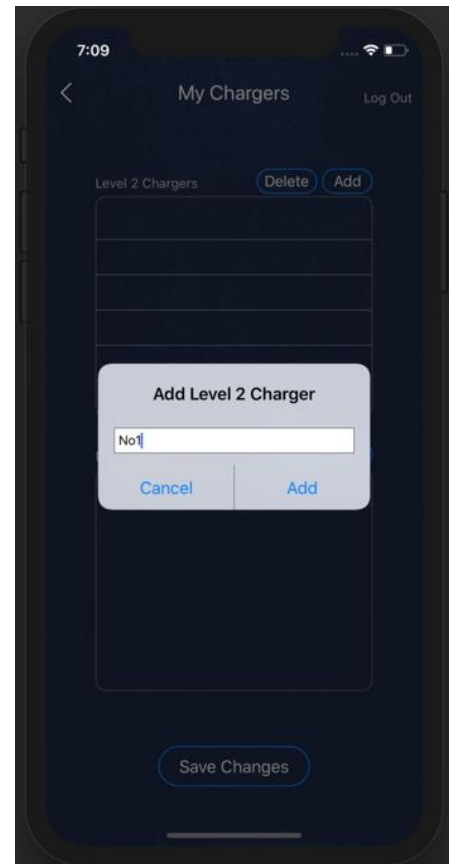 7:09
My Chargers
Log Out
Level 2 Chargers
Delete
Add
Add Level 2 Charger
No1
Cancel
Add
Save Changes